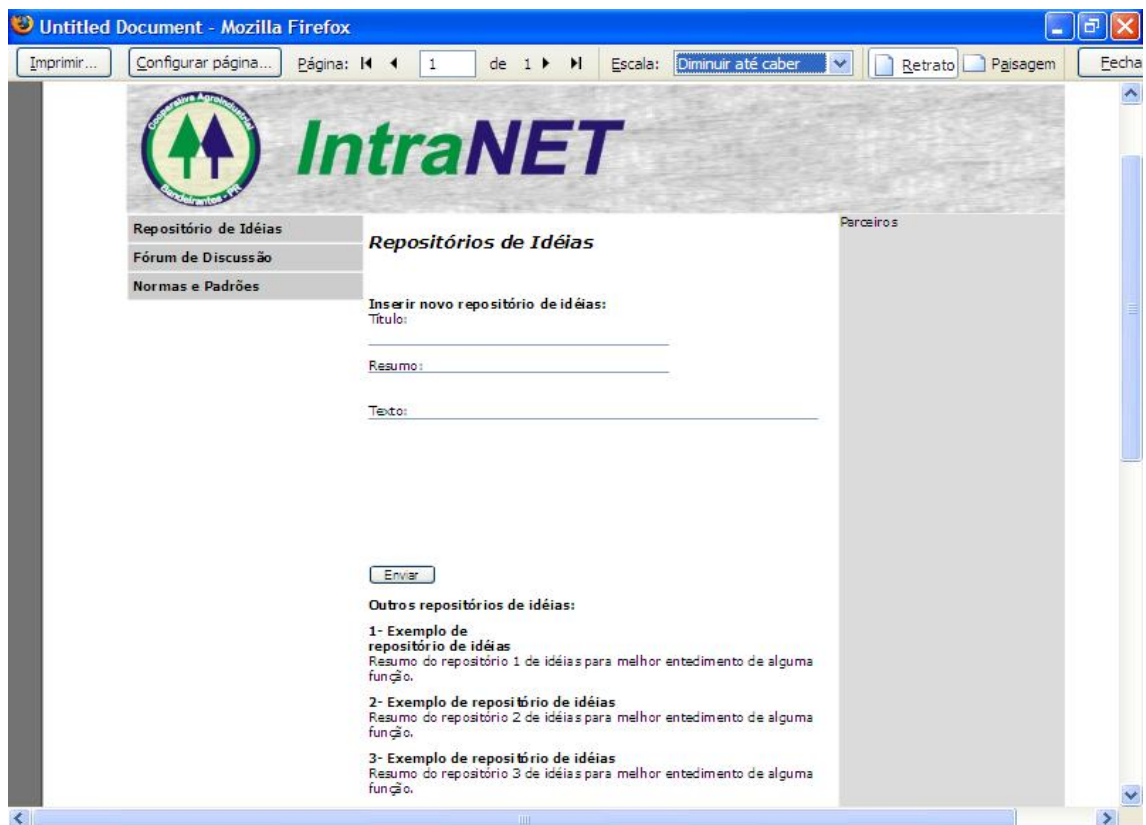 Untitled Document - Mozilla Firefox
Imprimir... Configurar página... Página: 1 de 1 Escala: Diminuir até caber Retrato Paisagem Fecha
Cooperativa Agroindustrial
Bandeirantes - PR
IntraNET
Repositório de Idéias
Fórum de Discussão
Normas e Padrões
Repositórios de Idéias
Inserir novo repositório de idéias:
Título:
Resumo:
Texto:
Enviar
Outros repositórios de idéias:
1- Exemplo de
repositório de idéias
Resumo do repositório 1 de idéias para melhor entedimento de alguma
função.
2- Exemplo de repositório de idéias
Resumo do repositório 2 de idéias para melhor entedimento de alguma
função.
3- Exemplo de repositório de idéias
Resumo do repositório 3 de idéias para melhor entedimento de alguma
função.
Parceiros